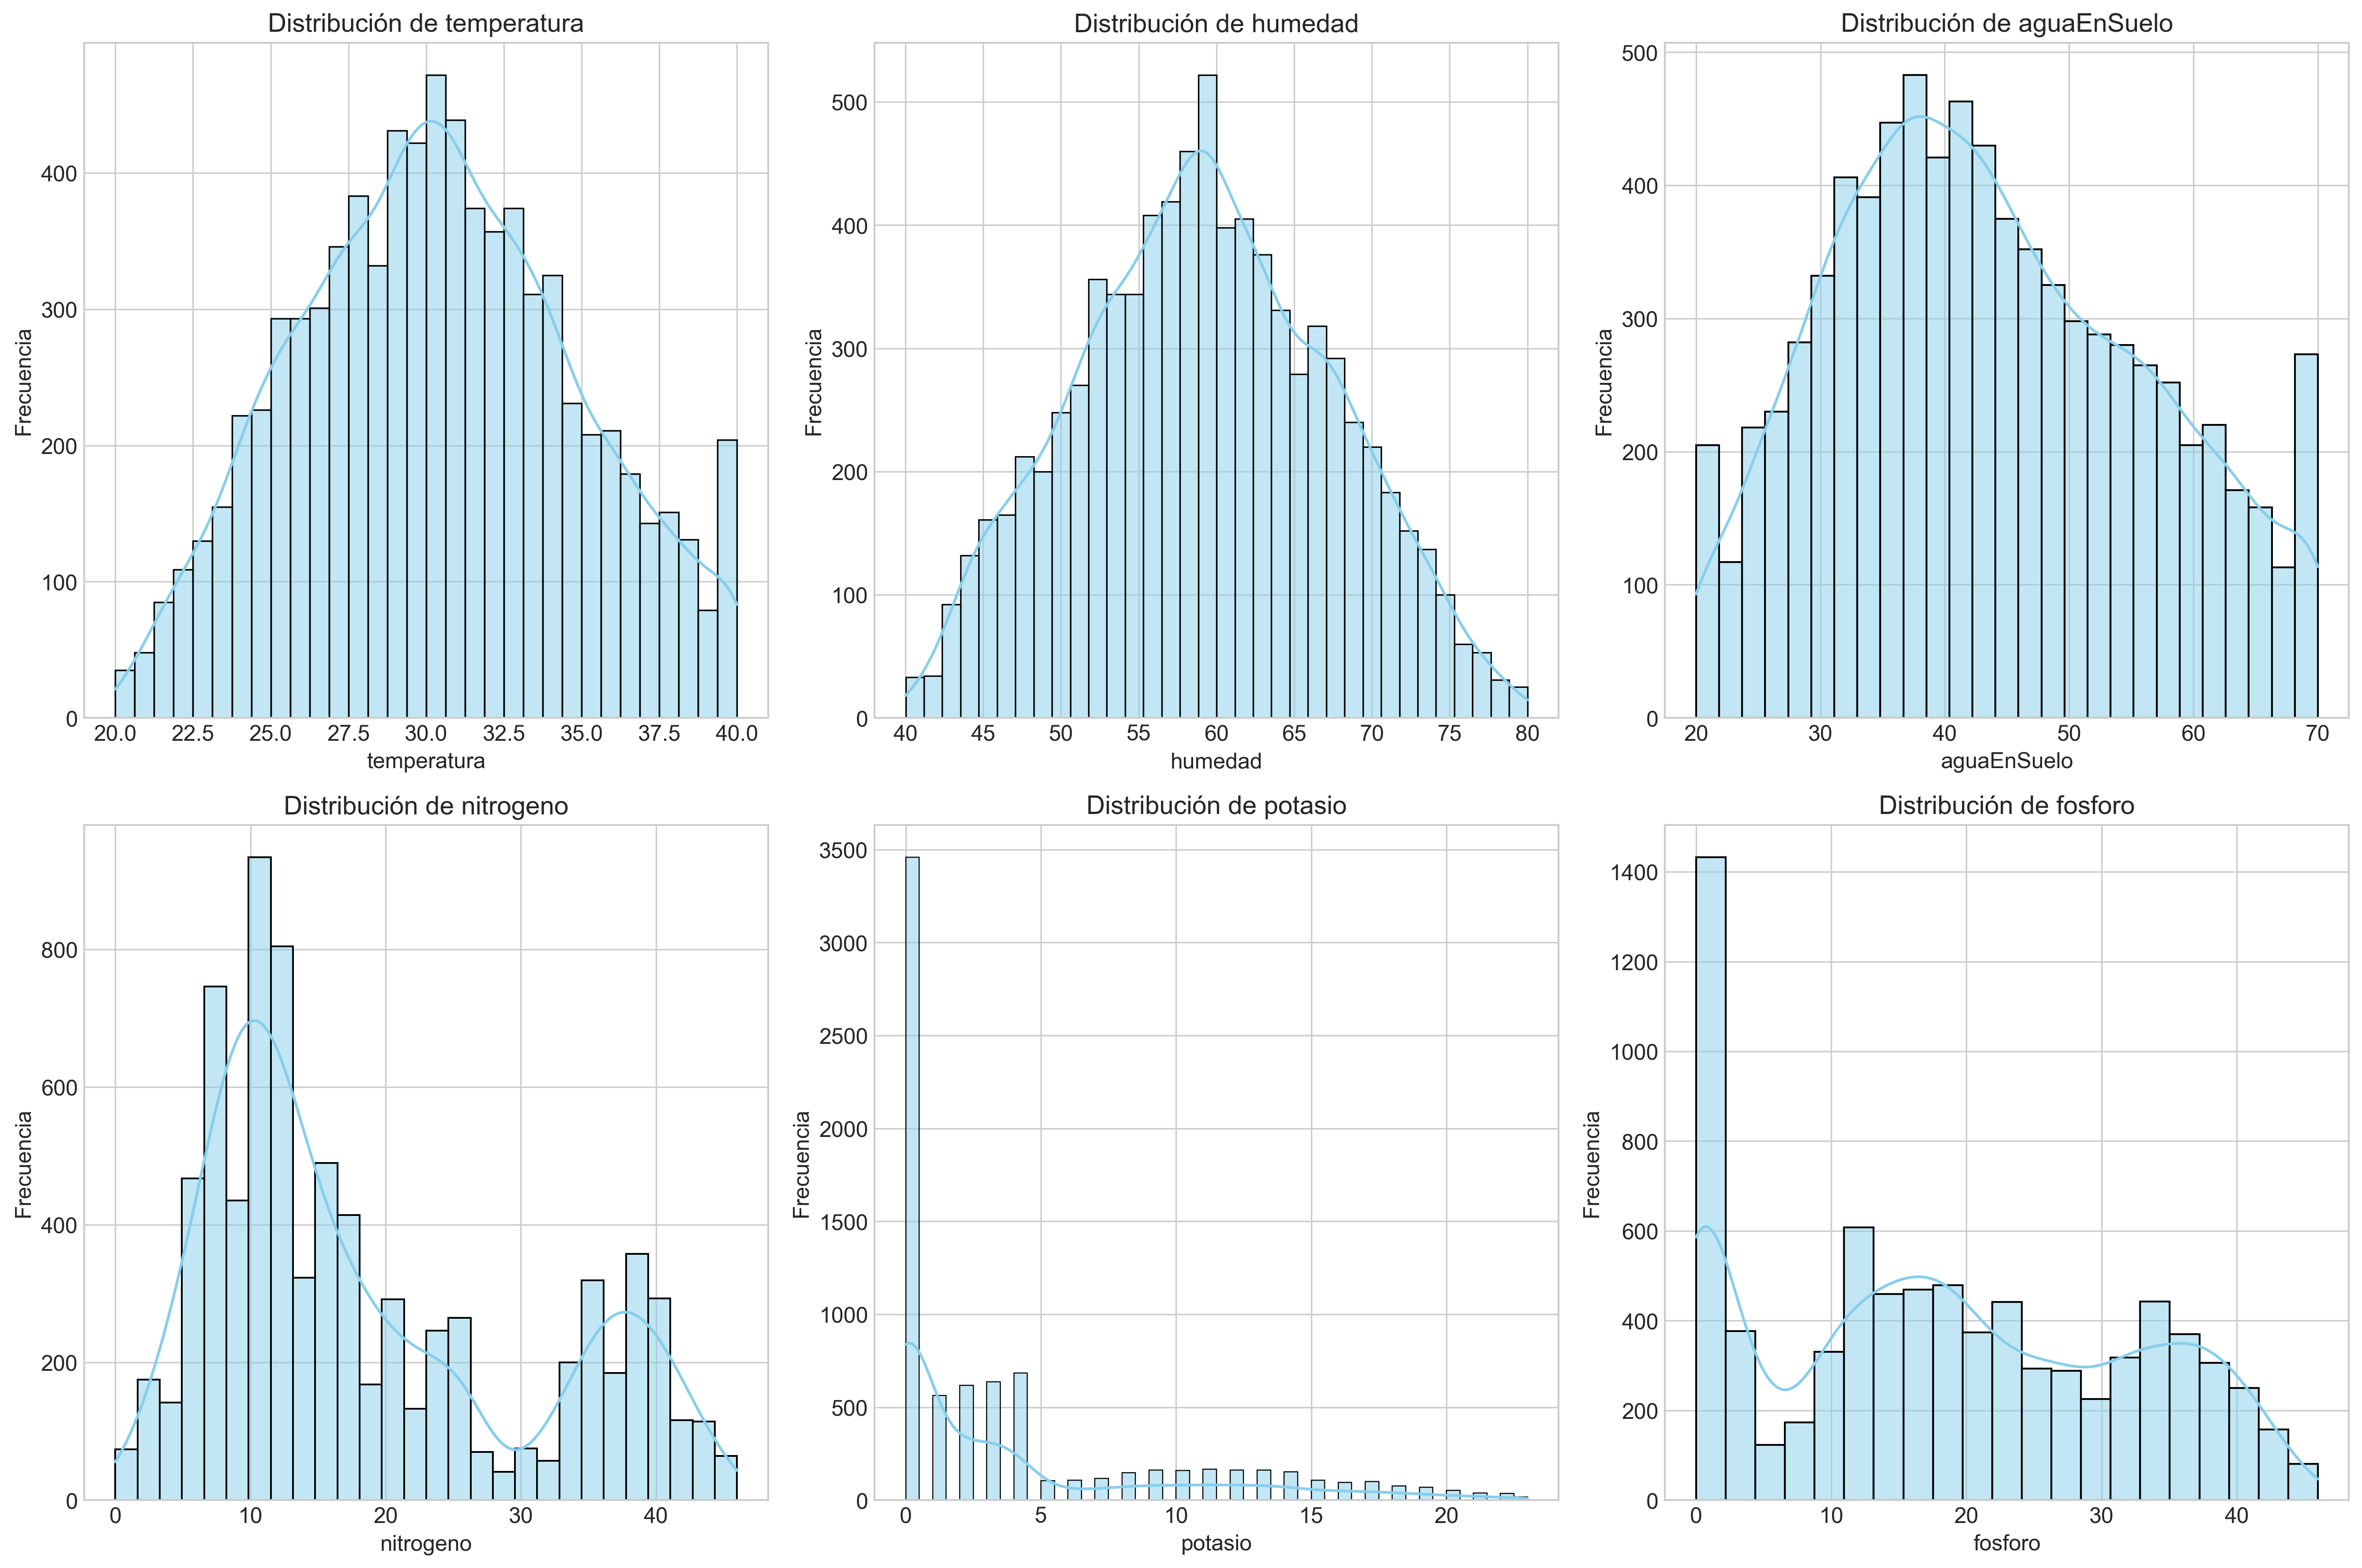 Distribución de temperatura
Frecuencia
400
300
200
100
0
20.0 22.5 25.0 27.5 30.0 32.5 35.0 37.5 40.0
temperatura
Distribución de humedad
Frecuencia
500
400
300
200
100
0
40 45 50 55 60 65 70 75 80
humedad
Distribución de aguaEnSuelo
Frecuencia
500
400
300
200
100
0
20 30 40 50 60 70
aguaEnSuelo
Distribución de nitrogeno
Frecuencia
800
600
400
200
0
0 10 20 30 40
nitrogeno
Distribución de potasio
Frecuencia
3500
3000
2500
2000
1500
1000
500
0
0 5 10 15 20
potasio
Distribución de fosforo
Frecuencia
1400
1200
1000
800
600
400
200
0
0 10 20 30 40
fosforo